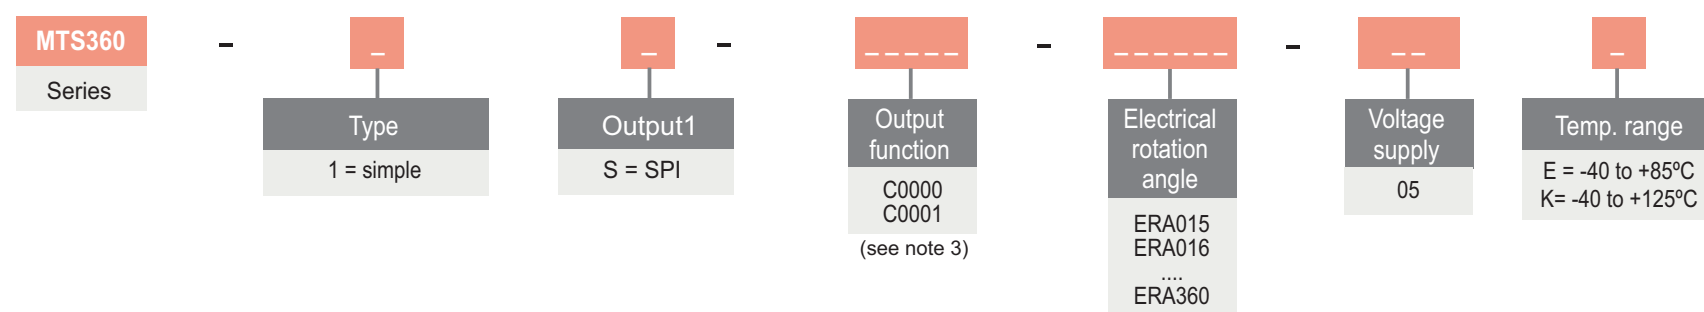 MTS360 - _ _ - _ _ _ _ _ - _ _ _ _ _ _ - _ _ _
Series
Type
1 = simple
Output1
S = SPI
Output
function
C0000
C0001
(see note 3)
Electrical
rotation
angle
ERA015
ERA016
....
ERA360
Voltage
supply
05
Temp. range
E = -40 to +85ºC
K= -40 to +125ºC